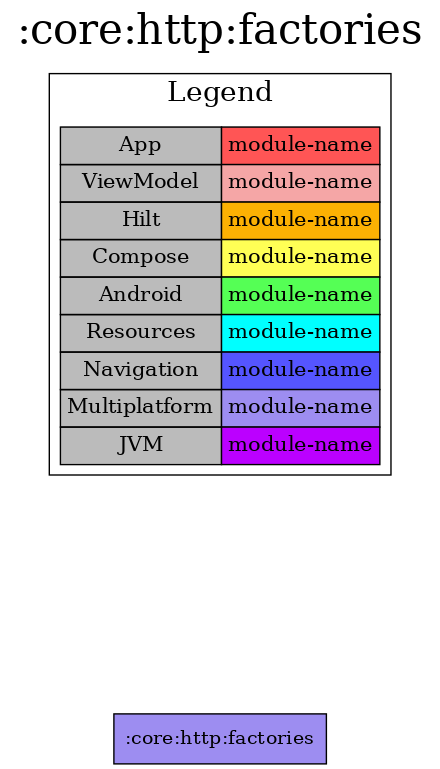 :core:http:factories
Legend
App module-name
ViewModel module-name
Hilt module-name
Compose module-name
Android module-name
Resources module-name
Navigation module-name
Multiplatform module-name
JVM module-name
:core:http:factories